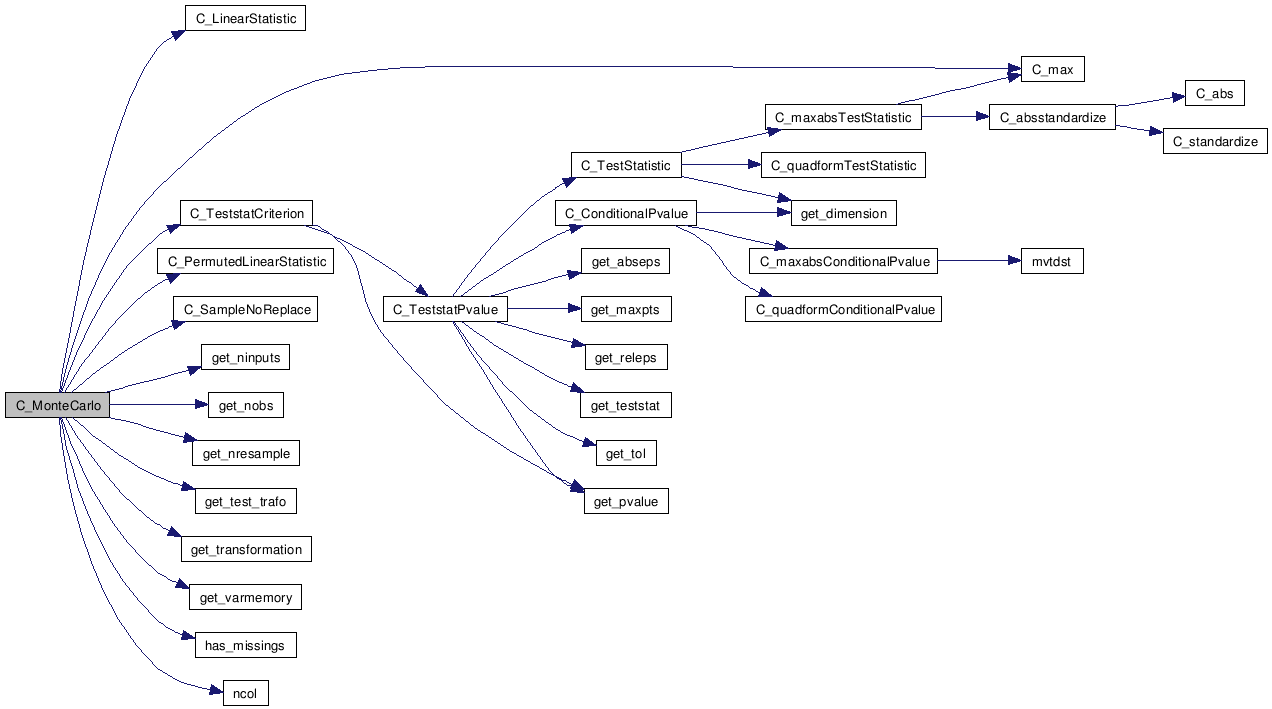 C_LinearStatistic
C_max
C_abs
C_maxabsTestStatistic
C_absstandardize
C_standardize
C_TestStatistic
C_quadformTestStatistic
C_TeststatCriterion
C_ConditionalPvalue
get_dimension
C_PermutedLinearStatistic
get_abseps
C_maxabsConditionalPvalue
mvtdst
C_SampleNoReplace
C_TeststatPvalue
get_maxpts
C_quadformConditionalPvalue
get_ninputs
get_releps
C_MonteCarlo
get_nobs
get_teststat
get_nresample
get_tol
get_test_trafo
get_pvalue
get_transformation
get_varmemory
has_missings
ncol